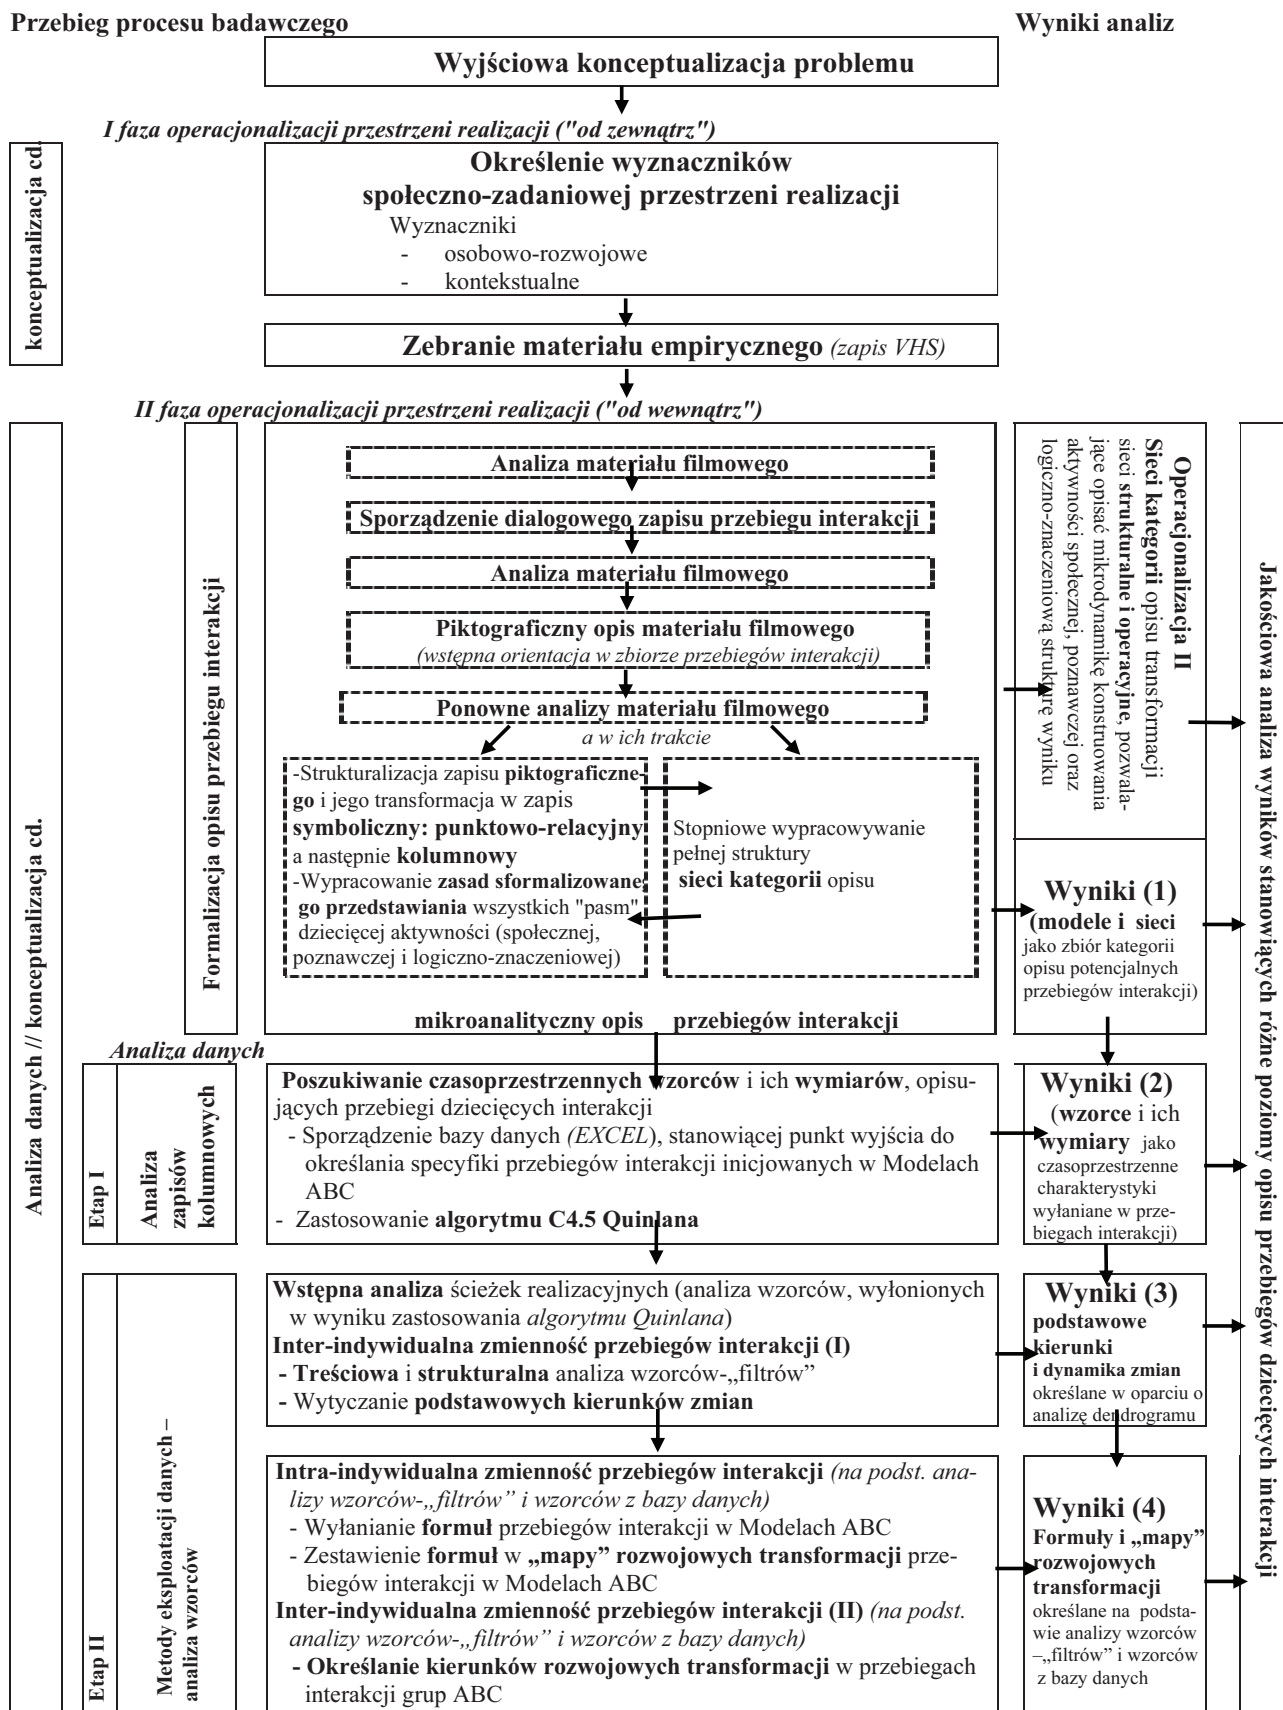 Przebieg procesu badawczego
Wyniki analiz
Wyjściowa konceptualizacja problemu
I faza operacjonalizacji przestrzeni realizacji ("od zewnątrz")
konceptualizacja cd.
Określenie wyznaczników
społeczno-zadaniowej przestrzeni realizacji
Wyznaczniki
- osobowo-rozwojowe
- kontekstualne
Zebranie materiału empirycznego (zapis VHS)
II faza operacjonalizacji przestrzeni realizacji ("od wewnątrz")
Analiza danych // konceptualizacja cd.
Formalizacja opisu przebiegu interakcji
Analiza materiału filmowego
Sporządzenie dialogowego zapisu przebiegu interakcji
Analiza materiału filmowego
Piktograficzny opis materiału filmowego
(wstępna orientacja w zbiorze przebiegów interakcji)
Ponowne analizy materiału filmowego
a w ich trakcie
-Strukturalizacja zapisu piktograficzne-
go i jego transformacja w zapis
symboliczny: punktowo-relacyjny
a następnie kolumnowy
-Wypracowanie zasad sformalizowane-
go przedstawiania wszystkich "pasm"
dziecięcej aktywności (społecznej,
poznawczej i logiczno-znaczeniowej)
Stopniowe wypracowywanie
pełnej struktury
sieci kategorii opisu
mikroanalityczny opis przebiegów interakcji
Operacjonalizacja II
Sieci kategorii opisu transformacji
sieci strukturalne i operacyjne, pozwala-
jące opisać mikrodynamikę konstruowania
aktywności społecznej, poznawczej oraz
logiczno-znaczeniową strukturę wyniku
Wyniki (1)
(modele i sieci
jako zbiór kategorii
opisu potencjalnych
przebiegów interakcji)
Jakościowa analiza wyników stanowiących różne poziomy opisu przebiegów dziecięcych interakcji
Analiza danych
Etap I
Analiza
zapisów
kolumnowych
Poszukiwanie czasoprzestrzennych wzorców i ich wymiarów, opisu-
jących przebiegi dziecięcych interakcji
- Sporządzenie bazy danych (EXCEL), stanowiącej punkt wyjścia do
określania specyfiki przebiegów interakcji inicjowanych w Modelach
ABC
- Zastosowanie algorytmu C4.5 Quinlana
Wyniki (2)
(wzorce i ich
wymiary jako
czasoprzestrzenne
charakterystyki
wyłaniane w prze-
biegach interakcji)
Etap II
Metody eksploatacji danych –
analiza wzorców
Wstępna analiza ścieżek realizacyjnych (analiza wzorców, wyłonionych
w wyniku zastosowania algorytmu Quinlana)
Inter-indywidualna zmienność przebiegów interakcji (I)
- Treściowa i strukturalna analiza wzorców-„filtrów”
- Wytyczanie podstawowych kierunków zmian
Wyniki (3)
podstawowe
kierunki
i dynamika zmian
określane w oparciu o
analizę dendrogramu
Intra-indywidualna zmienność przebiegów interakcji (na podst. ana-
lizy wzorców-„filtrów” i wzorców z bazy danych)
- Wyłanianie formuł przebiegów interakcji w Modelach ABC
- Zestawienie formuł w „mapy” rozwojowych transformacji prze-
biegów interakcji w Modelach ABC
Inter-indywidualna zmienność przebiegów interakcji (II) (na podst.
analizy wzorców-„filtrów” i wzorców z bazy danych)
- Określanie kierunków rozwojowych transformacji w przebiegach
interakcji grup ABC
Wyniki (4)
Formuły i „mapy”
rozwojowych
transformacji
określane na podsta-
wie analizy wzorców
–„filtrów” i wzorców
z bazy danych